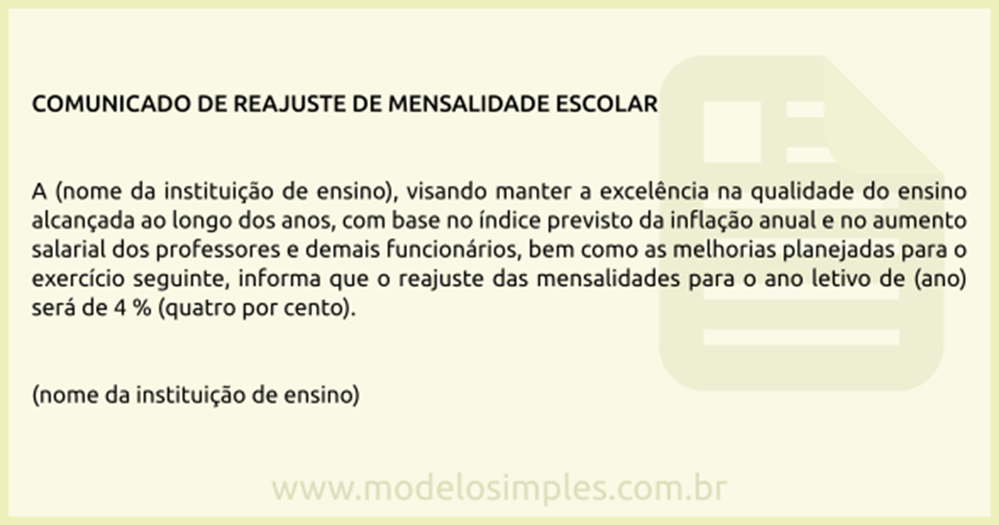 COMUNICADO DE REAJUSTE DE MENSALIDADE ESCOLAR
A (nome da instituição de ensino), visando manter a excelência na qualidade do ensino
alcançada ao longo dos anos, com base no índice previsto da inflação anual e no aumento
salarial dos professores e demais funcionários, bem como as melhorias planejadas para o
exercício seguinte, informa que o reajuste das mensalidades para o ano letivo de (ano)
será de 4 % (quatro por cento).
(nome da instituição de ensino)
www.modelosimples.com.br